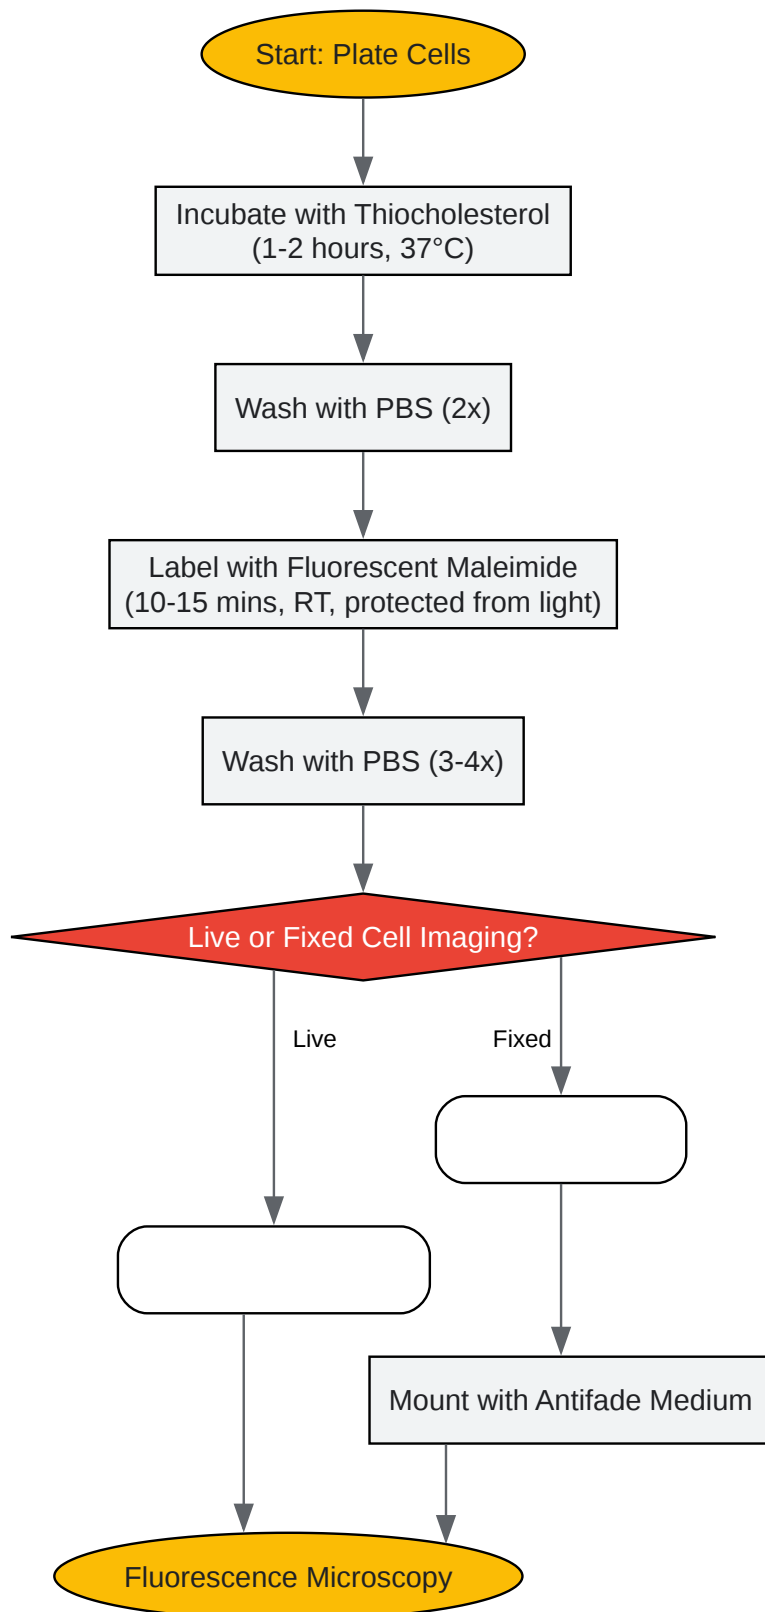 Start: Plate Cells
Incubate with Thiocholesterol
(1-2 hours, 37°C)
Wash with PBS (2x)
Label with Fluorescent Maleimide
(10-15 mins, RT, protected from light)
Wash with PBS (3-4x)
Live or Fixed Cell Imaging?
Live
Fixed
Mount with Antifade Medium
Fluorescence Microscopy